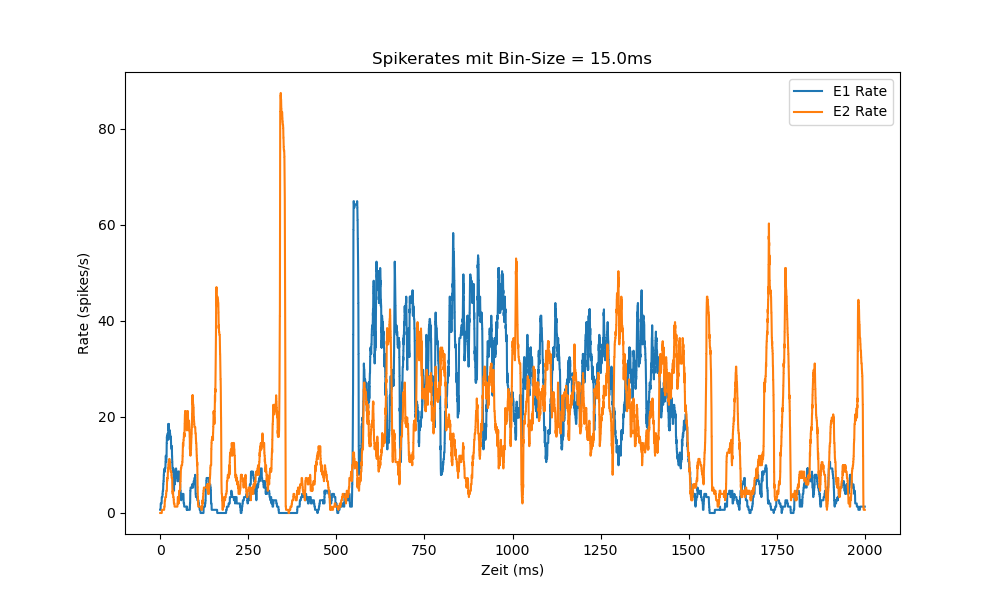 Spikerates mit Bin-Size = 15.0ms
E1 Rate
E2 Rate
80
60
40
20
0
Rate (spikes/s)
0 250 500 750 1000 1250 1500 1750 2000
Zeit (ms)